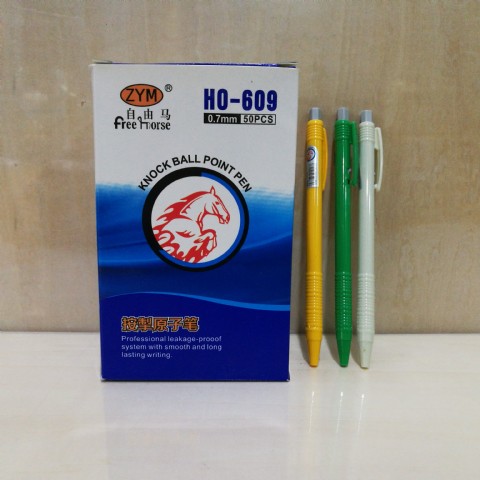 ZYM ®
自由马
free horse
HO-609
0.7mm 50PCS
KNOCK BALL POINT PEN
按掣原子笔
Professional leakage-prooof
system with smooth and long
lasting writing.